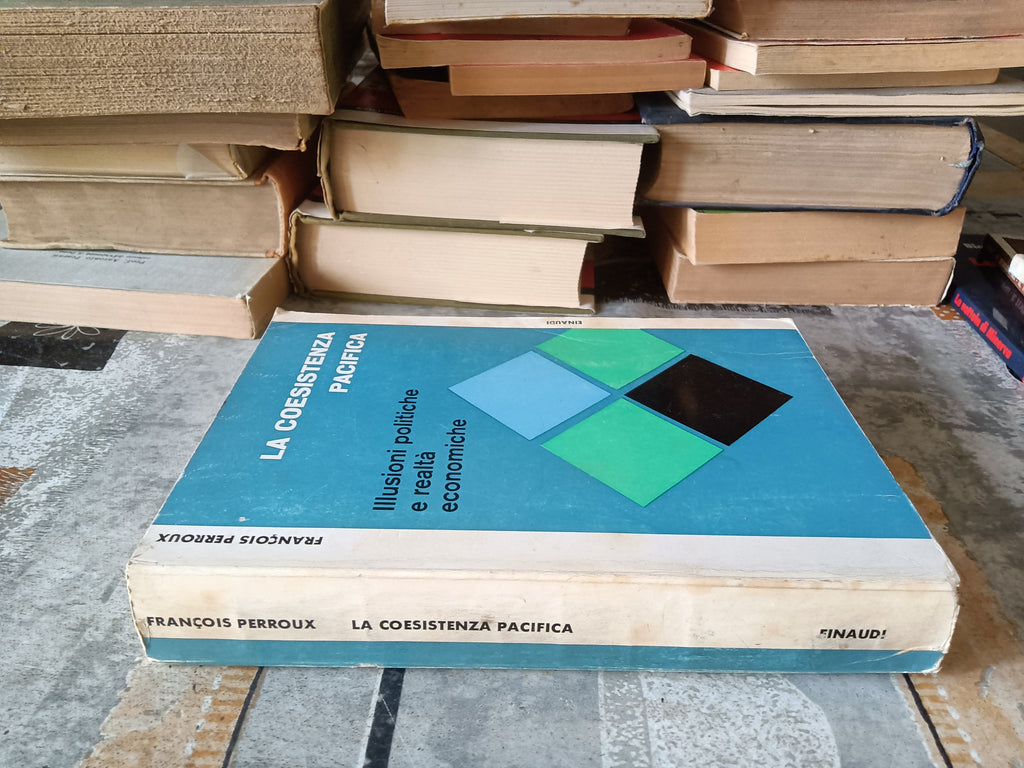 LA COESISTENZA
PACIFICA
Illusioni politiche
e realtà
economiche
EINAUDI
FRANÇOIS PERROUX
FRANÇOIS PERROUX LA COESISTENZA PACIFICA EINAUDI